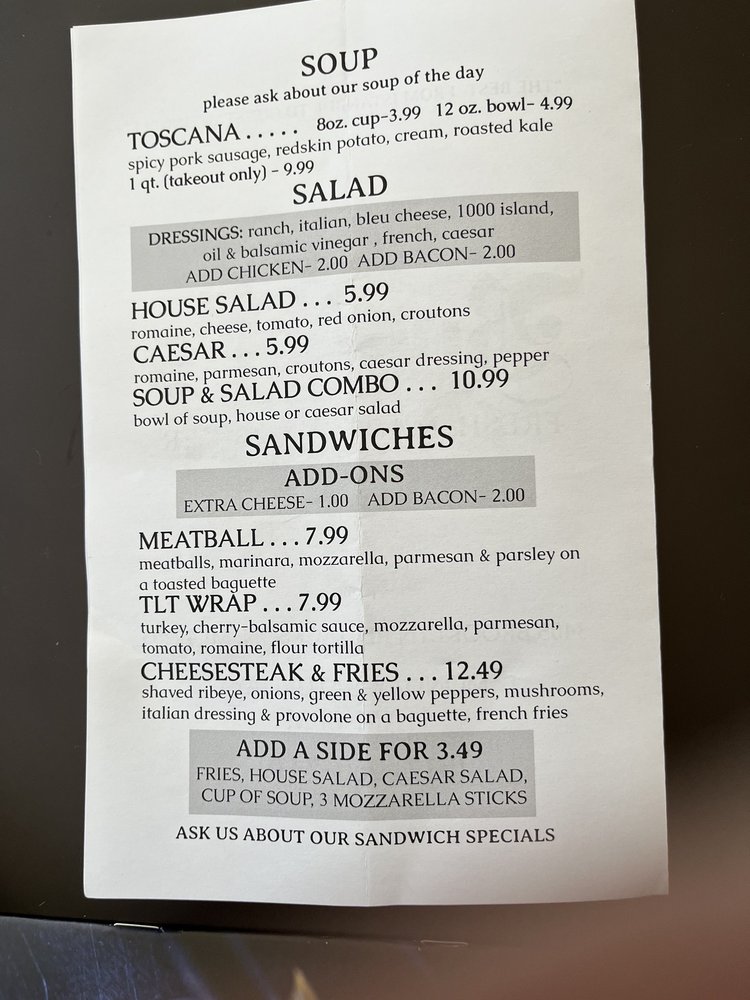 SOUP
please ask about our soup of the day
TOSCANA . . . . . 8oz. cup-3.99 12 oz. bowl- 4.99
spicy pork sausage, redskin potato, cream, roasted kale
1 qt. (takeout only) - 9.99
SALAD
DRESSINGS: ranch, italian, bleu cheese, 1000 island,
oil & balsamic vinegar , french, caesar
ADD CHICKEN- 2.00 ADD BACON- 2.00
HOUSE SALAD . . . 5.99
romaine, cheese, tomato, red onion, croutons
CAESAR . . . 5.99
romaine, parmesan, croutons, caesar dressing, pepper
SOUP & SALAD COMBO . . . 10.99
bowl of soup, house or caesar salad
SANDWICHES
ADD-ONS
EXTRA CHEESE- 1.00 ADD BACON- 2.00
MEATBALL . . . 7.99
meatballs, marinara, mozzarella, parmesan & parsley on
a toasted baguette
TLT WRAP . . . 7.99
turkey, cherry-balsamic sauce, mozzarella, parmesan,
tomato, romaine, flour tortilla
CHEESESTEAK & FRIES . . . 12.49
shaved ribeye, onions, green & yellow peppers, mushrooms,
italian dressing & provolone on a baguette, french fries
ADD A SIDE FOR 3.49
FRIES, HOUSE SALAD, CAESAR SALAD,
CUP OF SOUP, 3 MOZZARELLA STICKS
ASK US ABOUT OUR SANDWICH SPECIALS